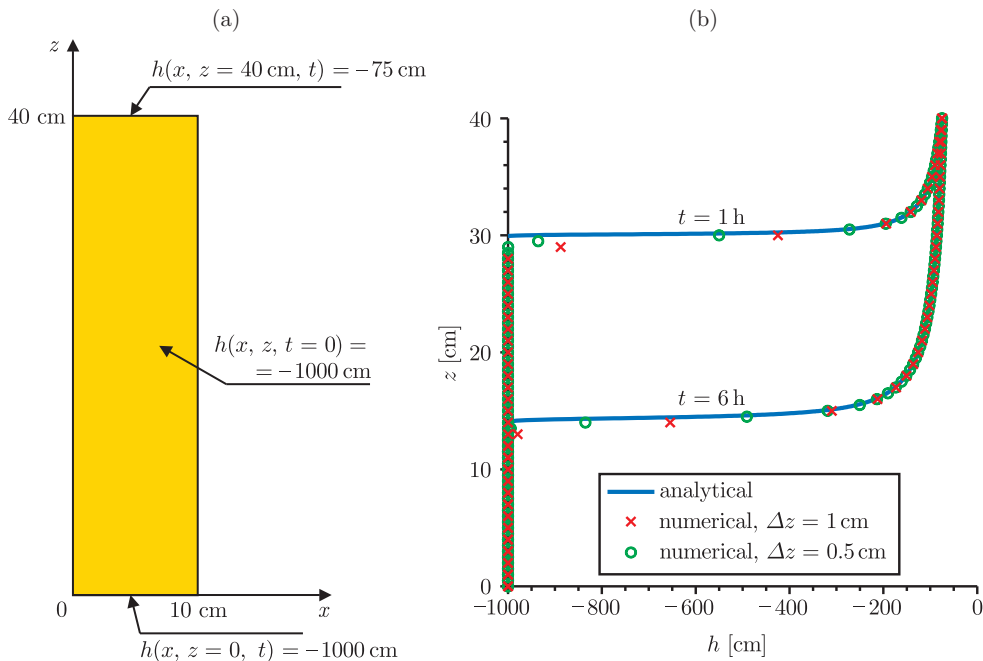 (a)
z
h(x, z = 40 cm, t) = −75 cm
40 cm
h(x, z, t = 0) =
= −1000 cm
0
10 cm
x
h(x, z = 0, t) = −1000 cm
(b)
40
30
20
10
0
z [cm]
t = 1 h
t = 6 h
analytical
numerical, Δz = 1 cm
numerical, Δz = 0.5 cm
−1000
−800
−600
−400
−200
0
h [cm]